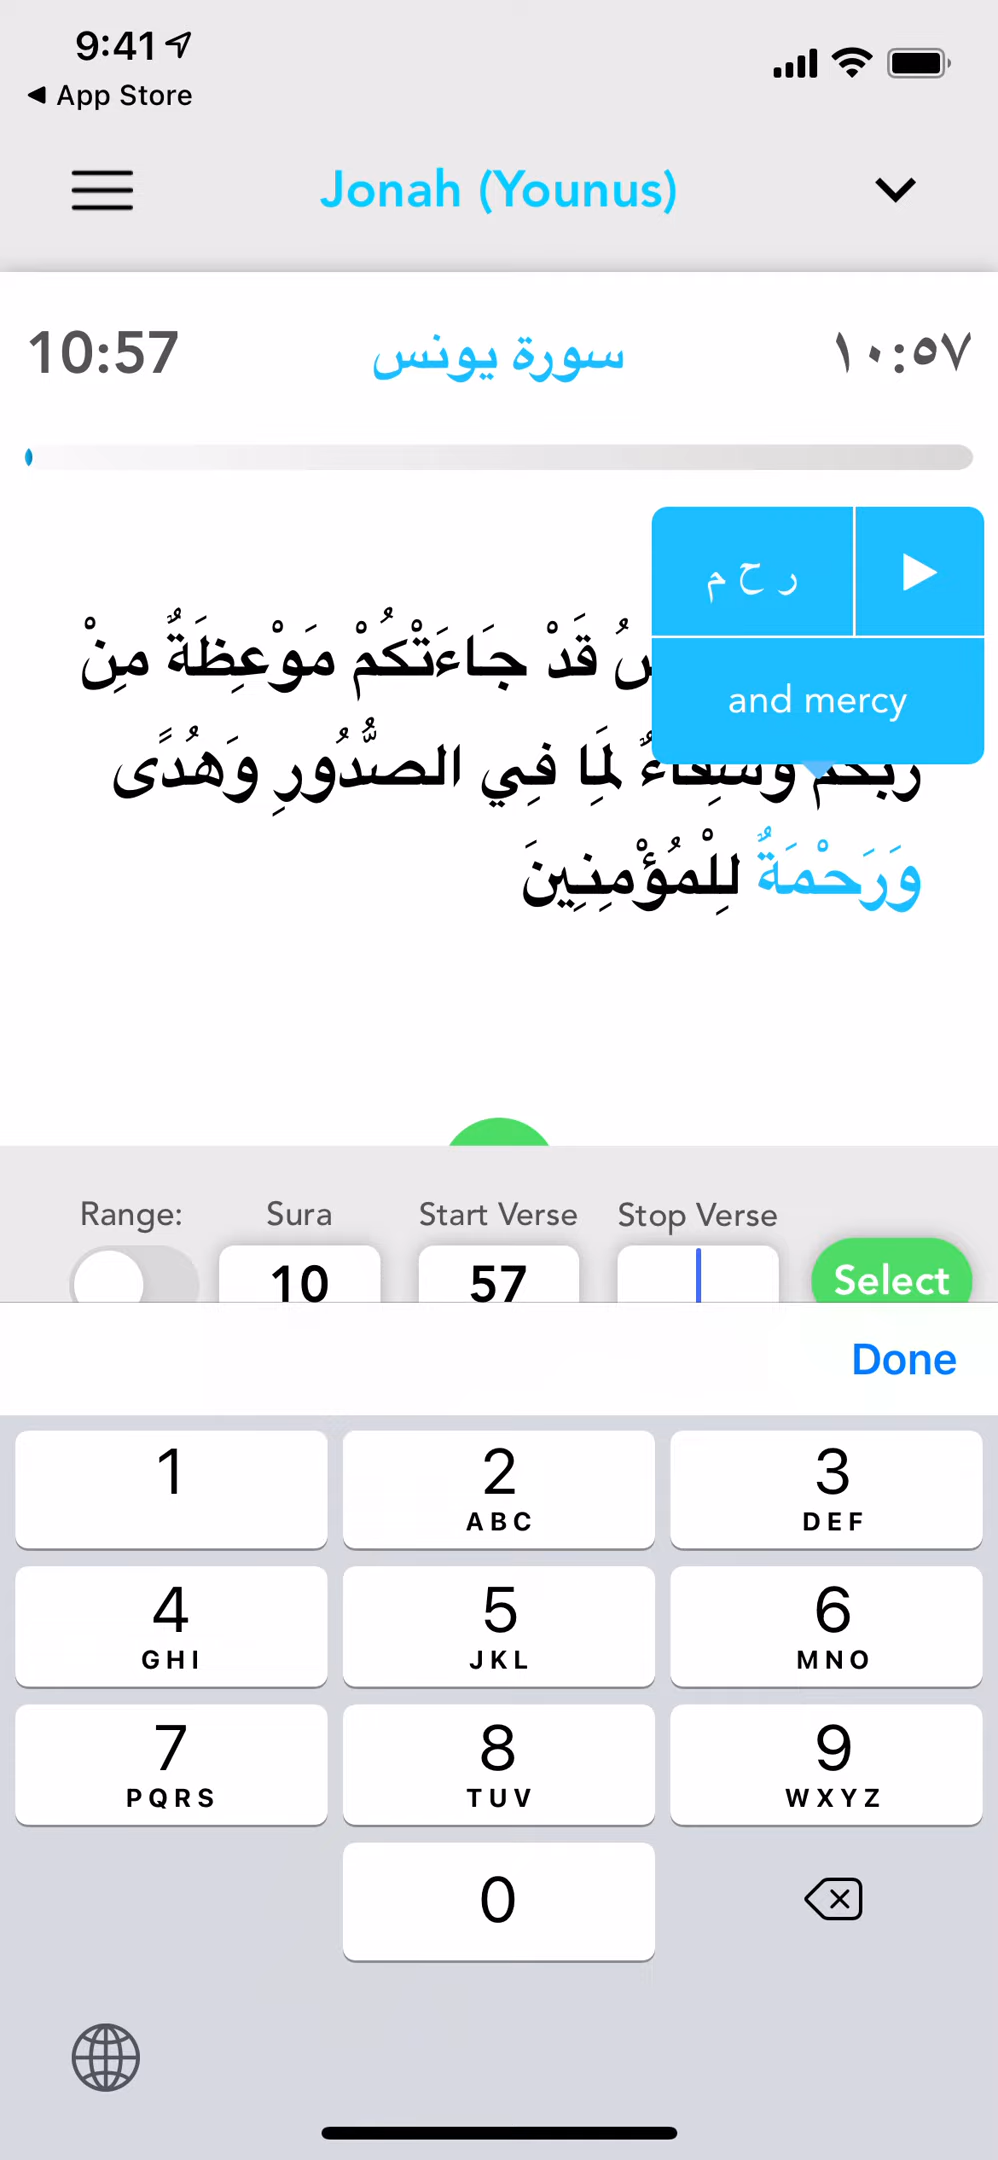 9:41
◀ App Store
Jonah (Younus)
10:57 سورة يونس ١٠:٥٧
ر ح م
and mercy
قَدْ جَاءَتْكُمْ مَوْعِظَةٌ مِنْ
رَبِّكُمْ وَشِفَاءٌ لِمَا فِي الصُّدُورِ وَهُدًى
وَرَحْمَةٌ لِلْمُؤْمِنِينَ
Range: Sura Start Verse Stop Verse
10 57 Select
Done
1 2 3
ABC DEF
4 5 6
GHI JKL MNO
7 8 9
PQRS TUV WXYZ
0